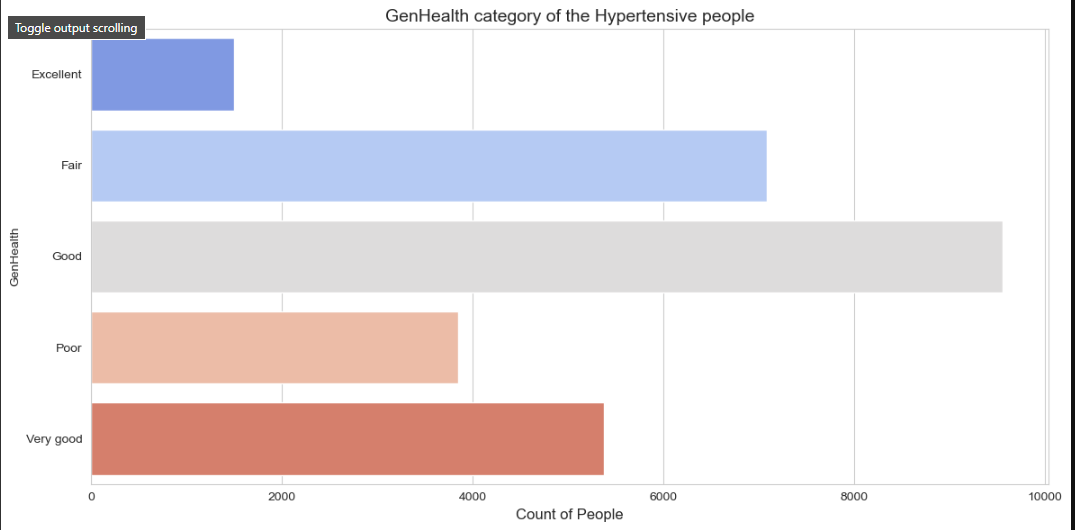 GenHealth category of the Hypertensive people
Toggle output scrolling
Excellent
Fair
Good
Poor
Very good
GenHealth
0 2000 4000 6000 8000 10000
Count of People